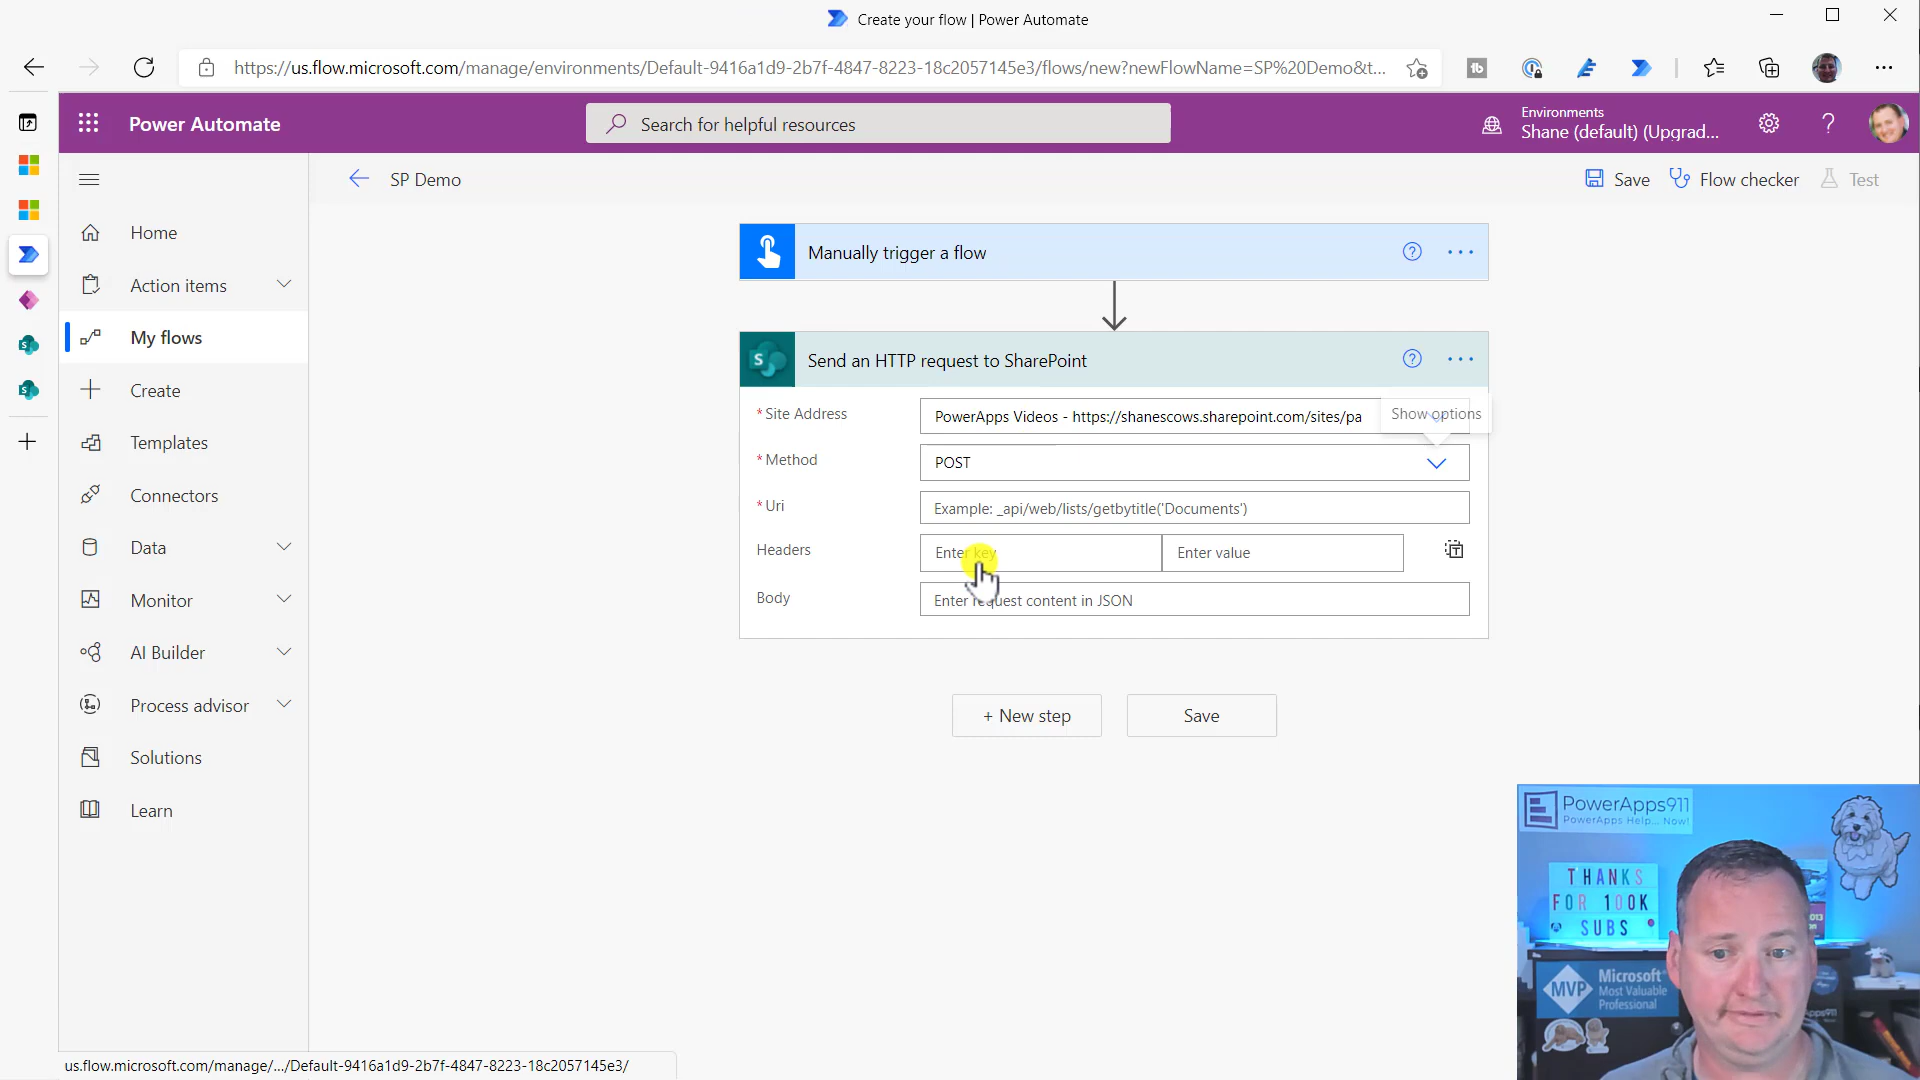 Create your flow | Power Automate
https://us.flow.microsoft.com/manage/environments/Default-9416a1d9-2b7f-4847-8223-18c2057145e3/flows/new?newFlowName=SP%20Demo&t...
Power Automate
Search for helpful resources
Environments
Shane (default) (Upgrad...
SP Demo
Save
Flow checker
Test
Home
Action items
My flows
Create
Templates
Connectors
Data
Monitor
AI Builder
Process advisor
Solutions
Learn
Manually trigger a flow
Send an HTTP request to SharePoint
* Site Address
PowerApps Videos - https://shanescows.sharepoint.com/sites/pa
Show options
* Method
POST
* Uri
Example: _api/web/lists/getbytitle('Documents')
Headers
Enter key
Enter value
Body
Enter request content in JSON
+ New step
Save
PowerApps911
PowerApps Help... Now!
THANKS
FOR 100K
SUBS
MVP
Microsoft
Most Valuable
Professional
us.flow.microsoft.com/manage/.../Default-9416a1d9-2b7f-4847-8223-18c2057145e3/